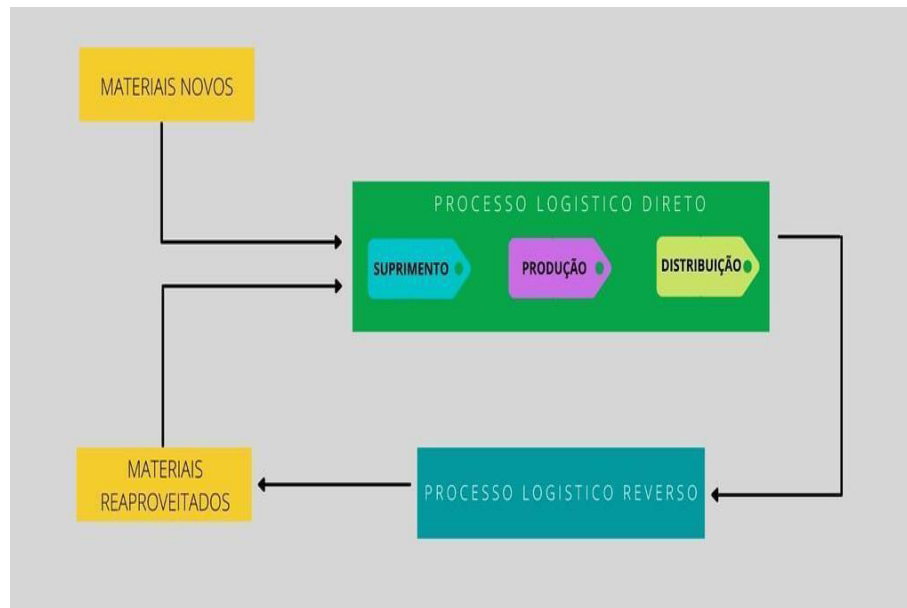 MATERIAIS NOVOS
PROCESSO LOGISTICO DIRETO
SUPRIMENTO
PRODUÇÃO
DISTRIBUIÇÃO
MATERIAIS
REAPROVEITADOS
PROCESSO LOGISTICO REVERSO